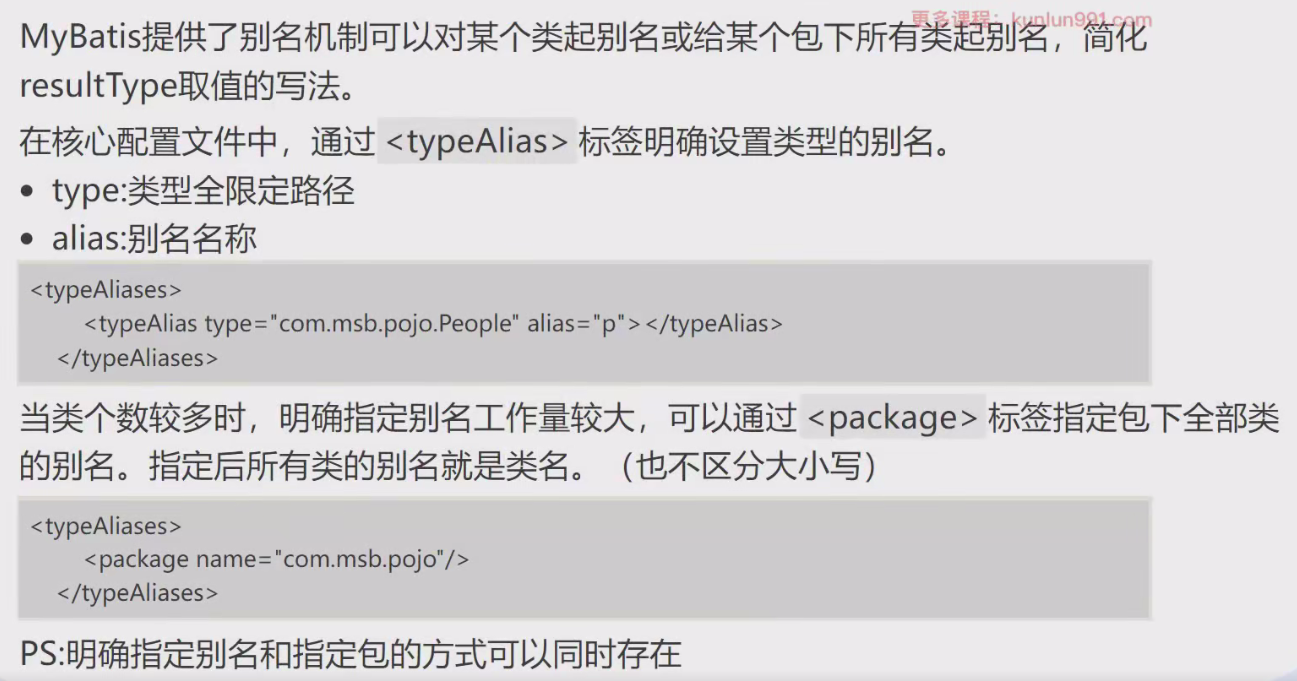 更多课程：kunlun991.com
MyBatis提供了别名机制可以对某个类起别名或给某个包下所有类起别名，简化
resultType取值的写法。
在核心配置文件中，通过 <typeAlias> 标签明确设置类型的别名。
• type:类型全限定路径
• alias:别名名称
<typeAliases>
<typeAlias type="com.msb.pojo.People" alias="p"></typeAlias>
</typeAliases>
当类个数较多时，明确指定别名工作量较大，可以通过 <package> 标签指定包下全部类
的别名。指定后所有类的别名就是类名。（也不区分大小写）
<typeAliases>
<package name="com.msb.pojo"/>
</typeAliases>
PS:明确指定别名和指定包的方式可以同时存在